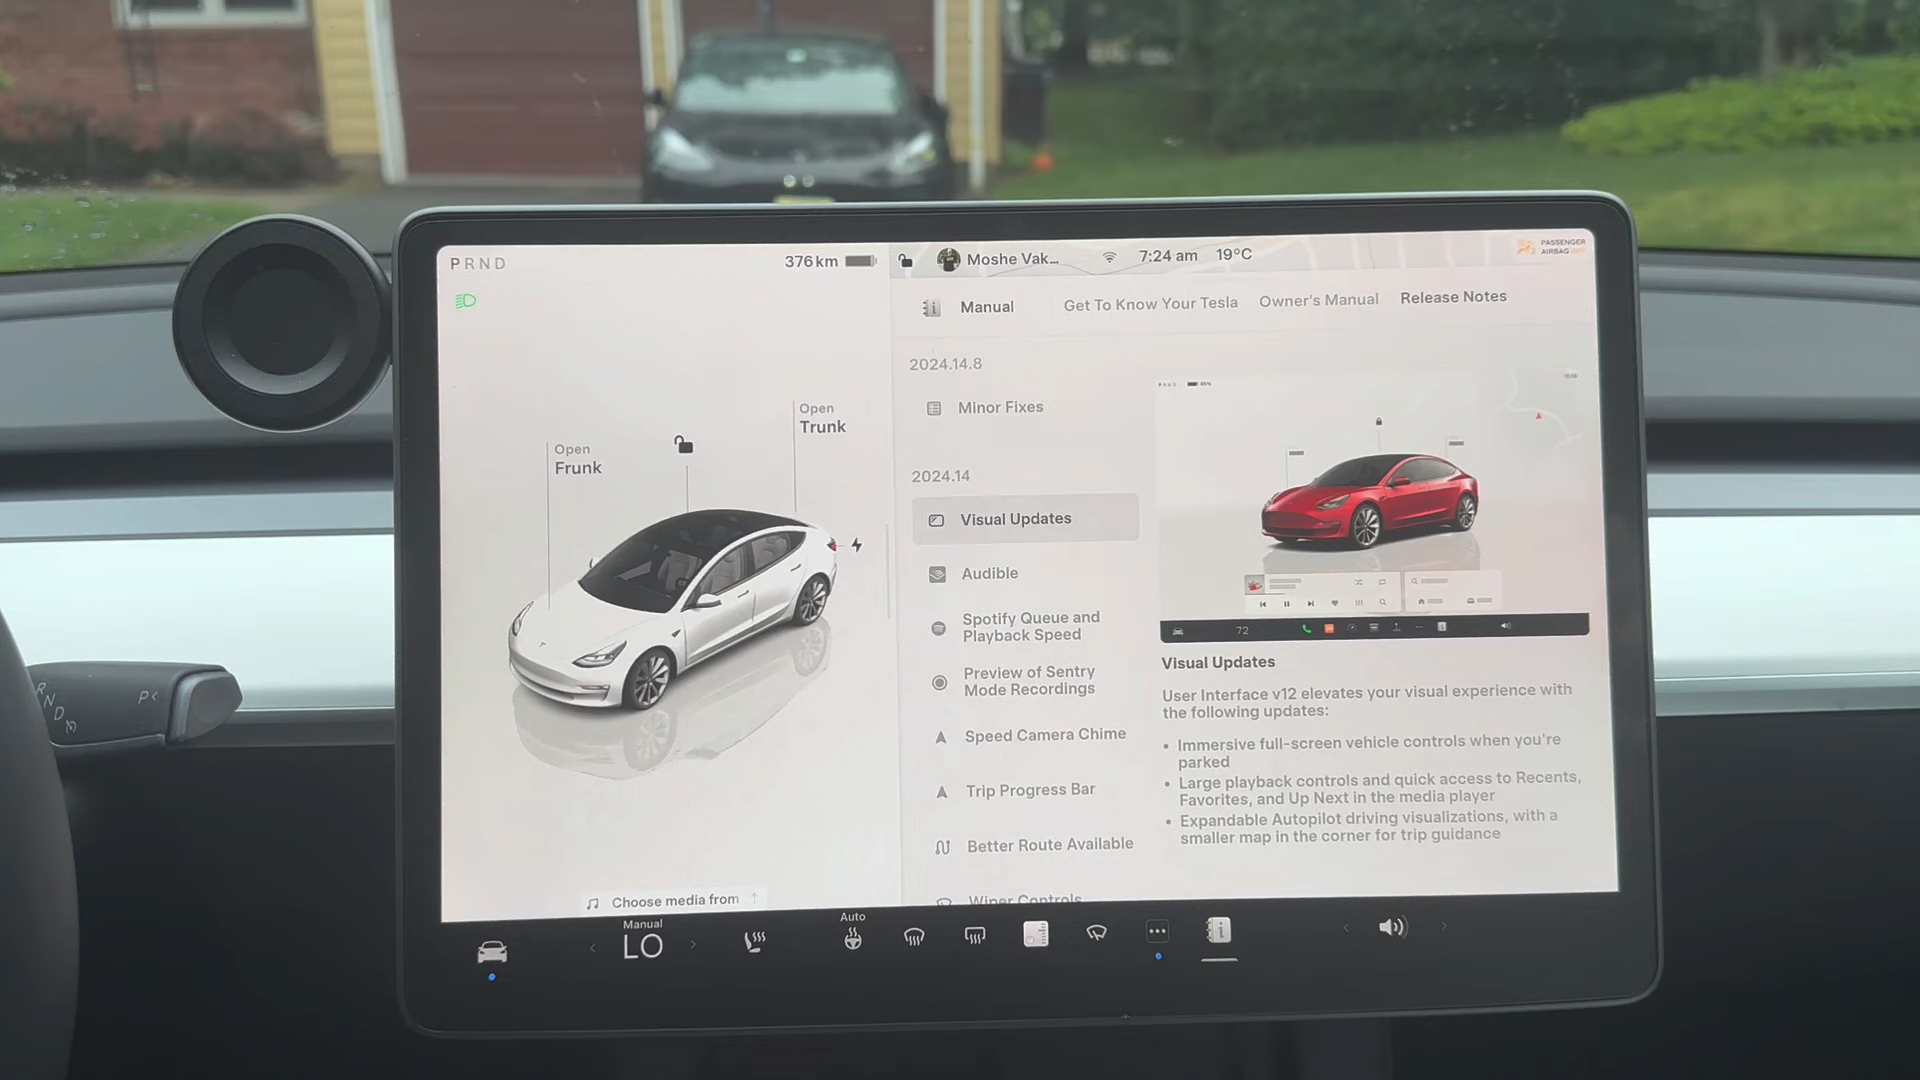 PRND
376 km
Moshe Vak...
7:24 am
19°C
PASSENGER
AIRBAG OFF
Manual
Get To Know Your Tesla
Owner's Manual
Release Notes
2024.14.8
Minor Fixes
2024.14
Visual Updates
Audible
Spotify Queue and
Playback Speed
Preview of Sentry
Mode Recordings
Speed Camera Chime
Trip Progress Bar
Better Route Available
Wiper Controls
Open
Frunk
Open
Trunk
72
Visual Updates
User Interface v12 elevates your visual experience with
the following updates:
• Immersive full-screen vehicle controls when you're
parked
• Large playback controls and quick access to Recents,
Favorites, and Up Next in the media player
• Expandable Autopilot driving visualizations, with a
smaller map in the corner for trip guidance
Choose media from
Manual
LO
Auto
R
N
D
P